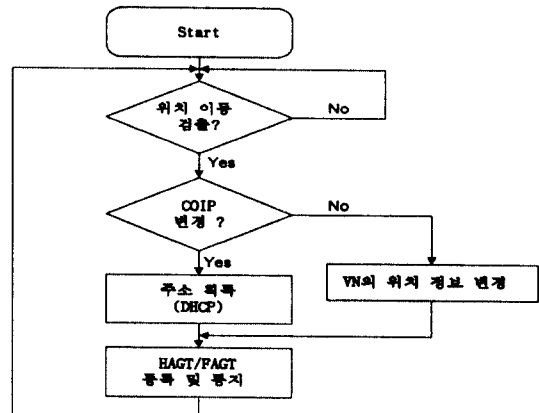 Start
위치 이동
검출?
No
Yes
COIP
변경 ?
No
Yes
주소 획득
(DHCP)
VN의 위치 정보 변경
HAGT/FAGT
등록 및 통지